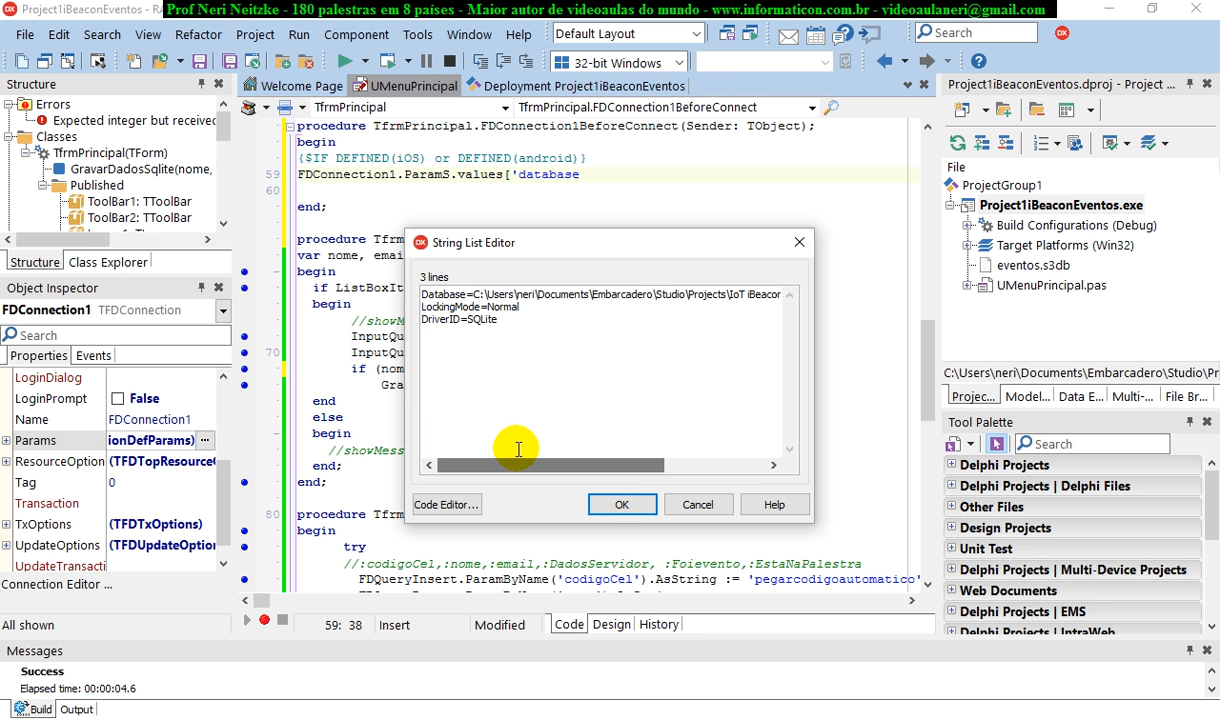 Project1iBeaconEventos - RA
Prof Neri Neitzke - 180 palestras em 8 países - Maior autor de videoaulas do mundo - www.informaticon.com.br - videoaulaneri@gmail.com
File Edit Search View Refactor Project Run Component Tools Window Help
Default Layout
Search
32-bit Windows
Structure
Errors
Expected integer but received
Classes
TfrmPrincipal(TForm)
GravarDadosSqlite(nome,
Published
ToolBar1: TToolBar
ToolBar2: TToolBar
Structure Class Explorer
Object Inspector
FDConnection1 TFDConnection
Search
Properties Events
LoginDialog
LoginPrompt False
Name FDConnection1
Params ionDefParams) ...
ResourceOption (TFDTopResource
Tag 0
Transaction
TxOptions (TFDTxOptions)
UpdateOptions (TFDUpdateOption
UpdateTransacti
Connection Editor ...
All shown
Welcome Page UMenuPrincipal Deployment Project1iBeaconEventos
TfrmPrincipal TfrmPrincipal.FDConnection1BeforeConnect
procedure TfrmPrincipal.FDConnection1BeforeConnect(Sender: TObject);
begin
{$IF DEFINED(iOS) or DEFINED(android)}
59 FDConnection1.ParamS.values['database
60
end;
procedure Tfrm
var nome, emai
begin
if ListBoxIt
begin
//showM
InputQu
70 InputQu
if (nom
Gra
end
else
begin
//showMess
end;
end;
80 procedure Tfrm
begin
try
//:codigoCel,:nome,:email,:DadosServidor, :Foievento,:EstaNaPalestra
FDQueryInsert.ParamByName('codigoCel').AsString := 'pegarcodigoautomatico'
59: 38 Insert Modified Code Design History
String List Editor
3 lines
Database=C:\Users\neri\Documents\Embarcadero\Studio\Projects\IoT iBeacor
LockingMode=Normal
DriverID=SQLite
Code Editor... OK Cancel Help
Project1iBeaconEventos.dproj - Project ...
File
ProjectGroup1
Project1iBeaconEventos.exe
Build Configurations (Debug)
Target Platforms (Win32)
eventos.s3db
UMenuPrincipal.pas
C:\Users\neri\Documents\Embarcadero\Studio\Pr
Projec... Model... Data E... Multi-... File Br...
Tool Palette
Search
Delphi Projects
Delphi Projects | Delphi Files
Other Files
Design Projects
Unit Test
Delphi Projects | Multi-Device Projects
Web Documents
Delphi Projects | EMS
Delphi Projects | IntraWeb
Messages
Success
Elapsed time: 00:00:04.6
Build Output